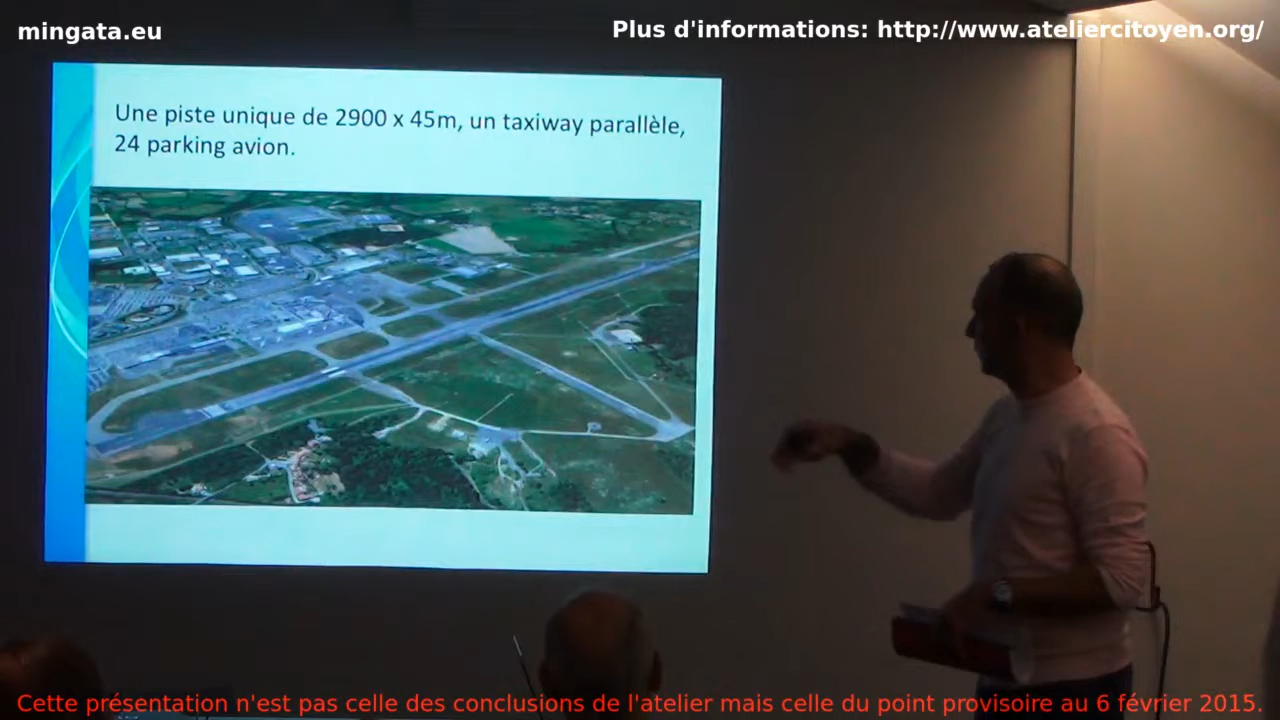 mingata.eu
Plus d'informations: http://www.ateliercitoyen.org/
Une piste unique de 2900 x 45m, un taxiway parallèle,
24 parking avion.
Cette présentation n'est pas celle des conclusions de l'atelier mais celle du point provisoire au 6 février 2015.